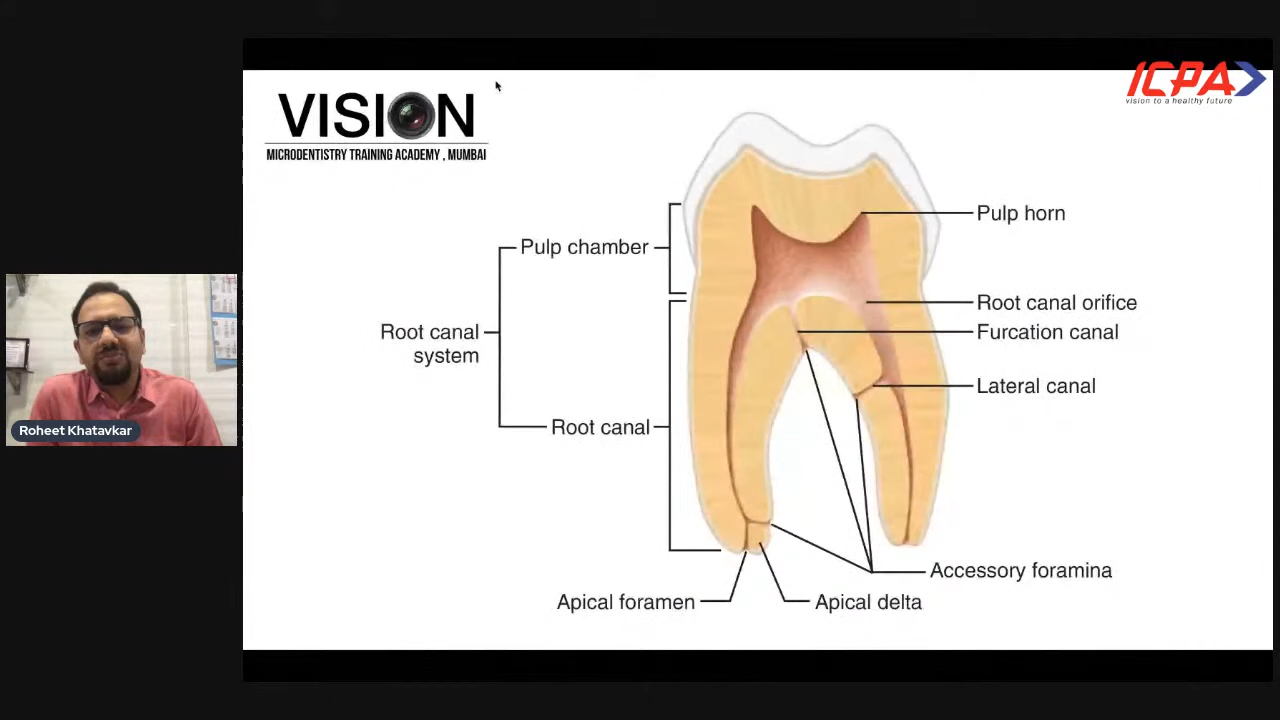 VISION
MICRODENTISTRY TRAINING ACADEMY , MUMBAI
ICPA
vision to a healthy future
Pulp horn
Pulp chamber
Root canal orifice
Root canal
system
Furcation canal
Lateral canal
Root canal
Roheet Khatavkar
Accessory foramina
Apical foramen
Apical delta